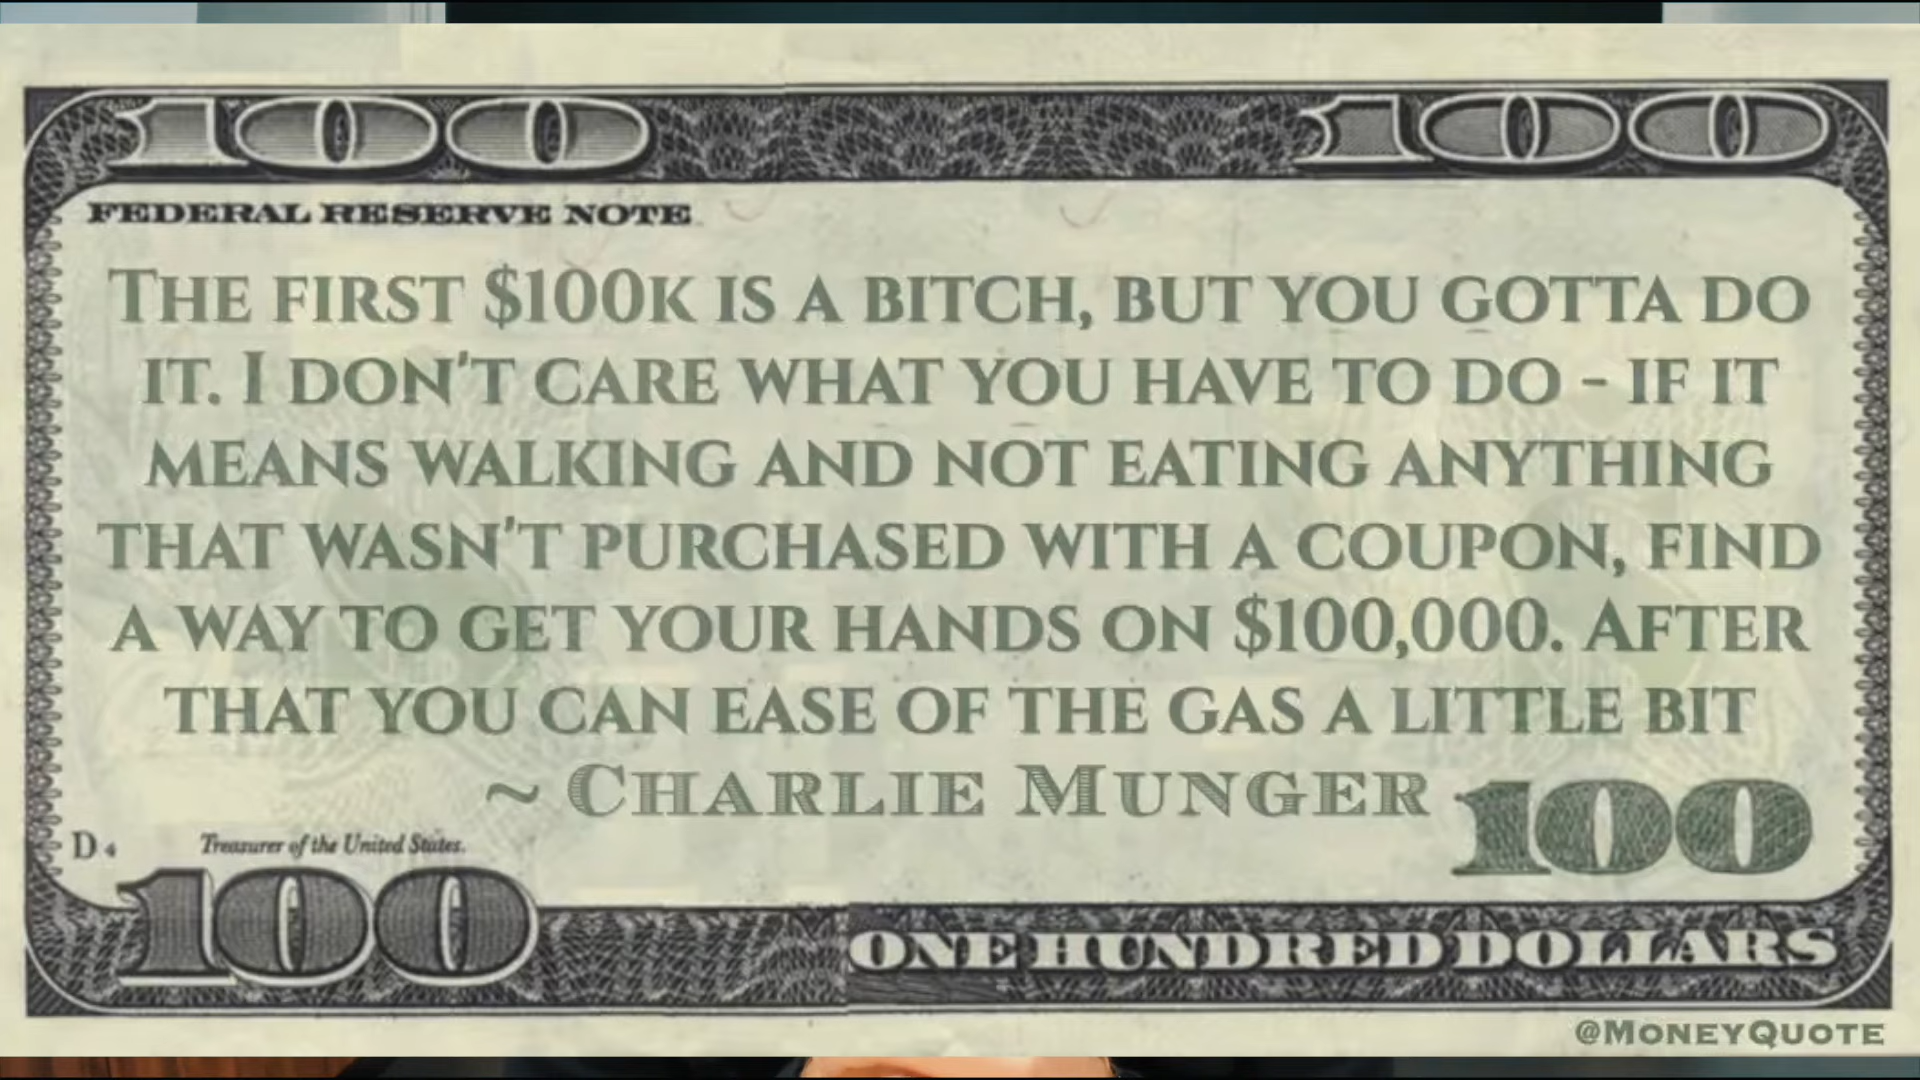 100 100
FEDERAL RESERVE NOTE
THE FIRST $100K IS A BITCH, BUT YOU GOTTA DO
IT. I DON'T CARE WHAT YOU HAVE TO DO - IF IT
MEANS WALKING AND NOT EATING ANYTHING
THAT WASN'T PURCHASED WITH A COUPON, FIND
A WAY TO GET YOUR HANDS ON $100,000. AFTER
THAT YOU CAN EASE OF THE GAS A LITTLE BIT
~ CHARLIE MUNGER
100
D 4 Treasurer of the United States.
100
ONE HUNDRED DOLLARS
@MONEYQUOTE